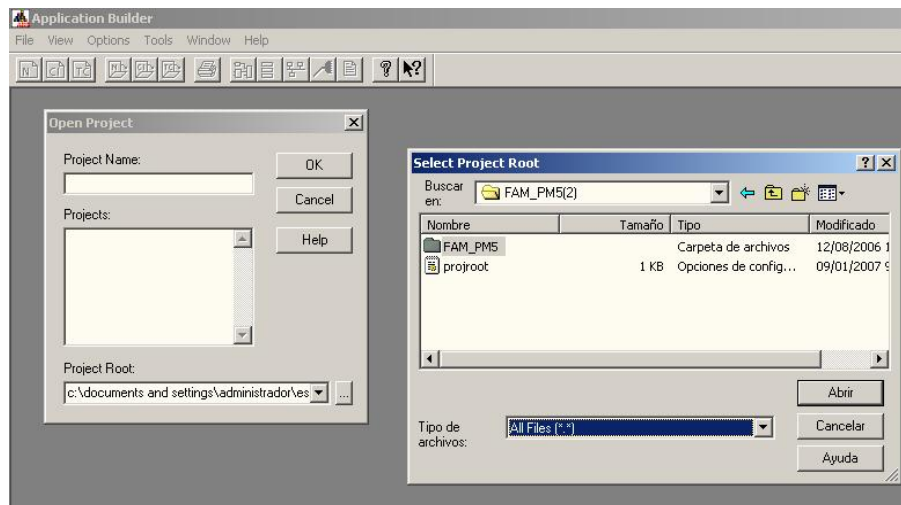 Application Builder
File View Options Tools Window Help
Open Project
Project Name:
OK
Cancel
Projects:
Help
Project Root:
c:\documents and settings\administrador\es
...
Select Project Root
Buscar en:
FAM_PM5(2)
Nombre Tamaño Tipo Modificado
FAM_PM5 Carpeta de archivos 12/08/2006 1
projroot 1 KB Opciones de config... 09/01/2007 9
Abrir
Tipo de archivos:
All Files (*.*)
Cancelar
Ayuda